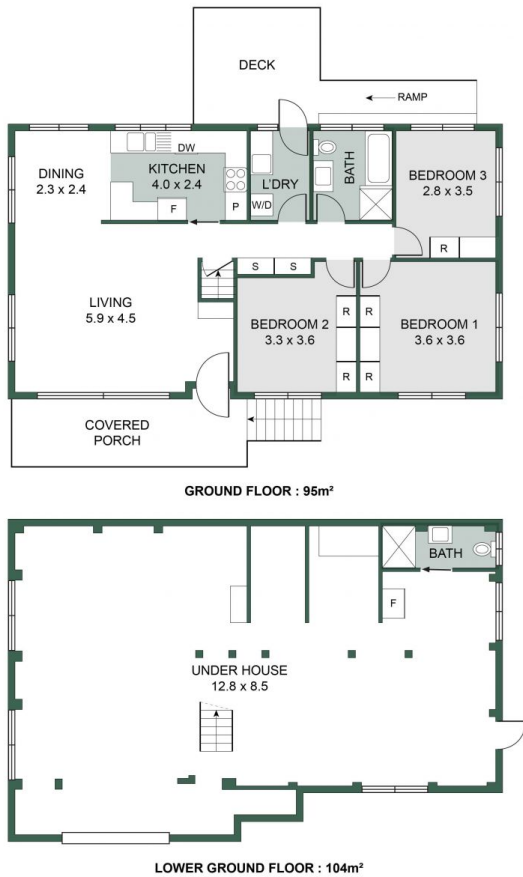 DECK
RAMP
DINING
2.3 x 2.4
DW
KITCHEN
4.0 x 2.4
F
P
L'DRY
W/D
BATH
BEDROOM 3
2.8 x 3.5
R
S S
LIVING
5.9 x 4.5
BEDROOM 2
3.3 x 3.6
R R
BEDROOM 1
3.6 x 3.6
R R
COVERED
PORCH
GROUND FLOOR : 95m²
BATH
F
UNDER HOUSE
12.8 x 8.5
LOWER GROUND FLOOR : 104m²